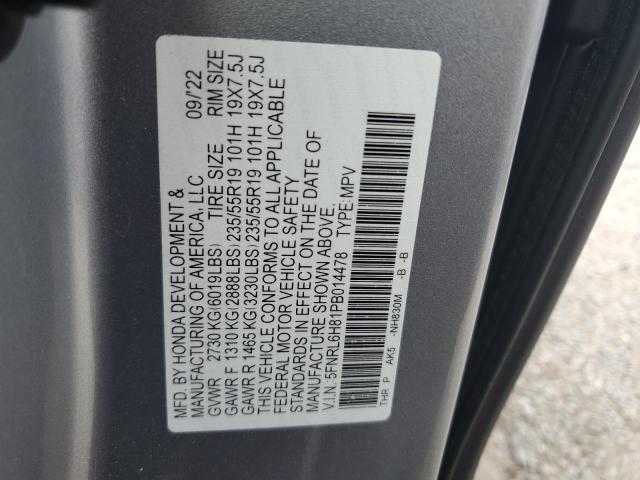 MFD. BY HONDA DEVELOPMENT &
MANUFACTURING OF AMERICA, LLC 09/'22
GVWR 2730 KG(6019LBS) TIRE SIZE RIM SIZE
GAWR F 1310 KG(2888LBS)235/55R19 101H 19X7.5J
GAWR R 1465 KG(3230LBS)235/55R19 101H 19X7.5J
THIS VEHICLE CONFORMS TO ALL APPLICABLE
FEDERAL MOTOR VEHICLE SAFETY
STANDARDS IN EFFECT ON THE DATE OF
MANUFACTURE SHOWN ABOVE.
V.I.N.:5FNRL6H81PB014478 TYPE:MPV
THR P AK5 -NH830M -B -B